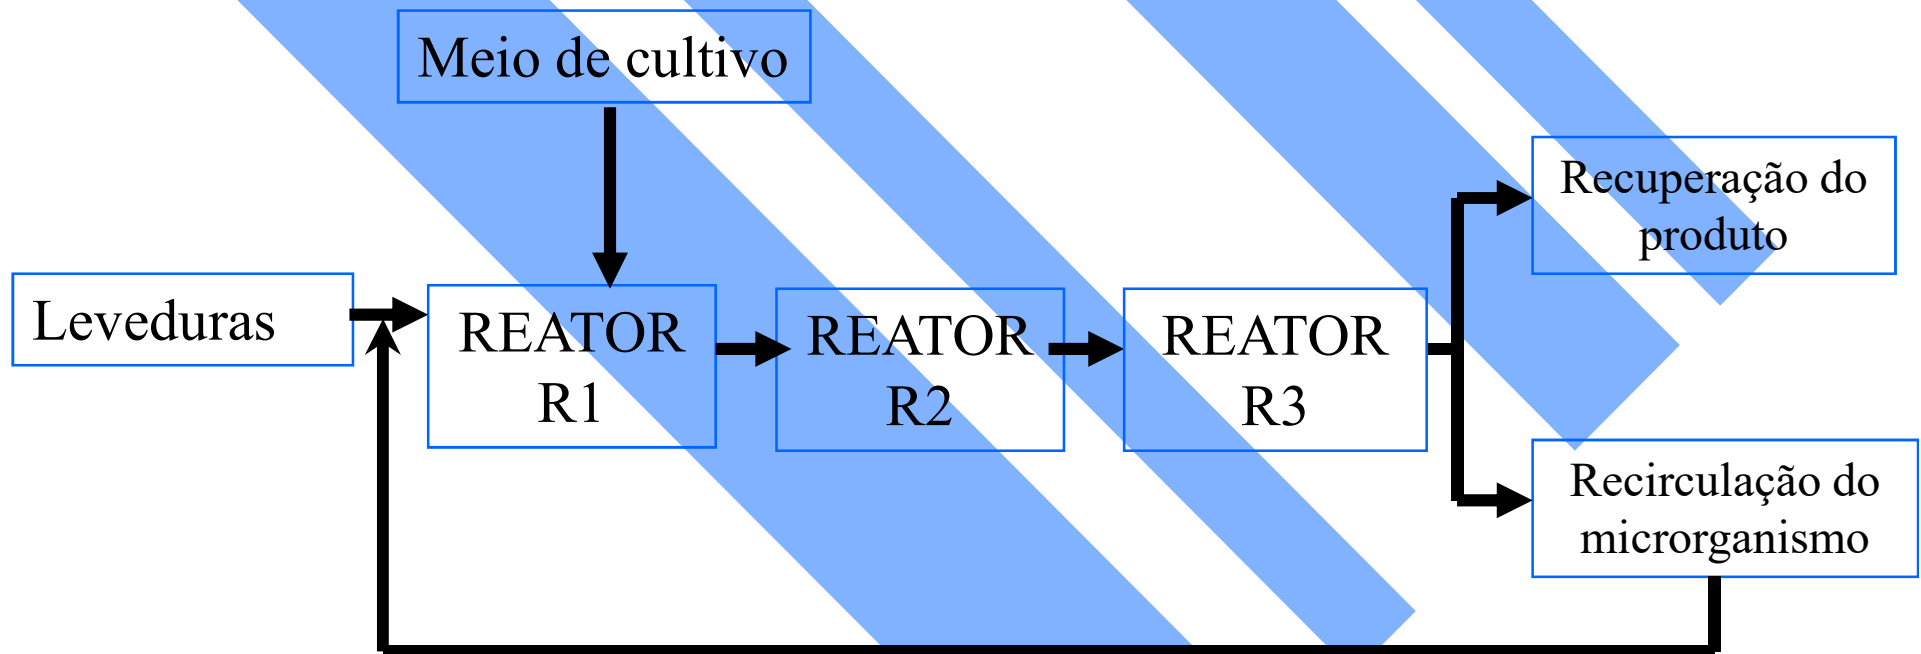 Meio de cultivo
Recuperação do
produto
Leveduras
REATOR
R1
REATOR
R2
REATOR
R3
Recirculação do
microrganismo